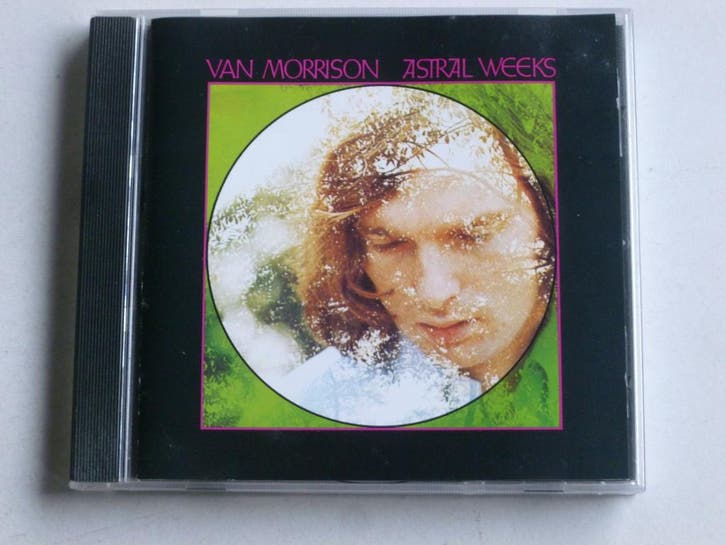 VAN MORRISON ASTRAL WEEKS